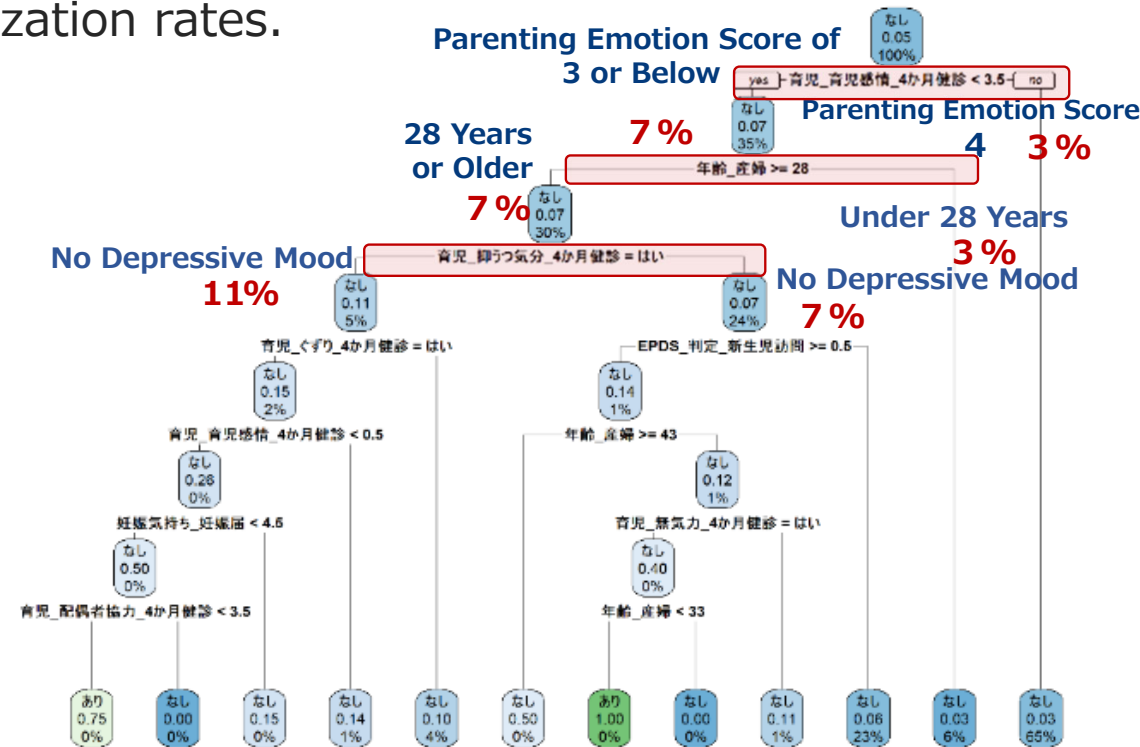 zation rates.
Parenting Emotion Score of
3 or Below
なし
0.05
100%
yes 育児_育児感情_4か月健診 < 3.5 no
なし
0.07
35%
7%
Parenting Emotion Score
4
3%
28 Years
or Older
年齢_産婦 >= 28
7%
なし
0.07
30%
Under 28 Years
3%
No Depressive Mood
11%
育児_抑うつ気分_4か月健診 = はい
なし
0.11
5%
なし
0.07
24%
No Depressive Mood
7%
育児_ぐずり_4か月健診 = はい
EPDS_判定_新生児訪問 >= 0.5
なし
0.15
2%
なし
0.14
1%
育児_育児感情_4か月健診 < 0.5
年齢_産婦 >= 43
なし
0.26
0%
なし
0.12
1%
妊娠気持ち_妊娠届 < 4.5
育児_無気力_4か月健診 = はい
なし
0.50
0%
なし
0.40
0%
育児_配偶者協力_4か月健診 < 3.5
年齢_産婦 < 33
あり
0.75
0%
なし
0.00
0%
なし
0.15
0%
なし
0.14
1%
なし
0.10
4%
なし
0.50
0%
あり
1.00
0%
なし
0.00
0%
なし
0.11
1%
なし
0.06
23%
なし
0.03
6%
なし
0.03
65%